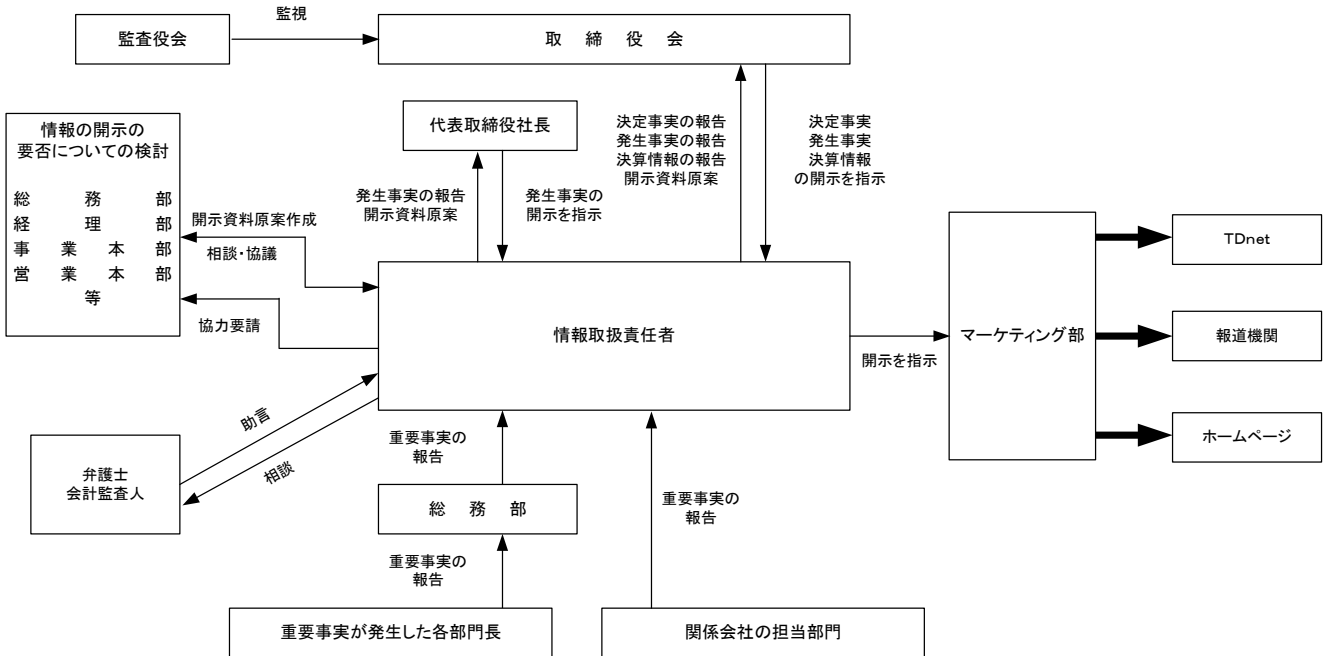 監査役会
監視
取締役会
代表取締役社長
情報の開示の
要否についての検討
総務部
経理部
事業本部
営業本部
等
発生事実の報告
開示資料原案
発生事実の
開示を指示
決定事実の報告
発生事実の報告
決算情報の報告
開示資料原案
決定事実
発生事実
決算情報
の開示を指示
開示資料原案作成
相談・協議
協力要請
情報取扱責任者
開示を指示
マーケティング部
TDnet
報道機関
ホームページ
助言
相談
弁護士
会計監査人
重要事実の
報告
総務部
重要事実の
報告
重要事実の
報告
重要事実が発生した各部門長
関係会社の担当部門